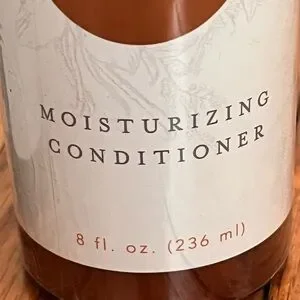 MOISTURIZING
CONDITIONER
8 fl. oz. (236 ml)